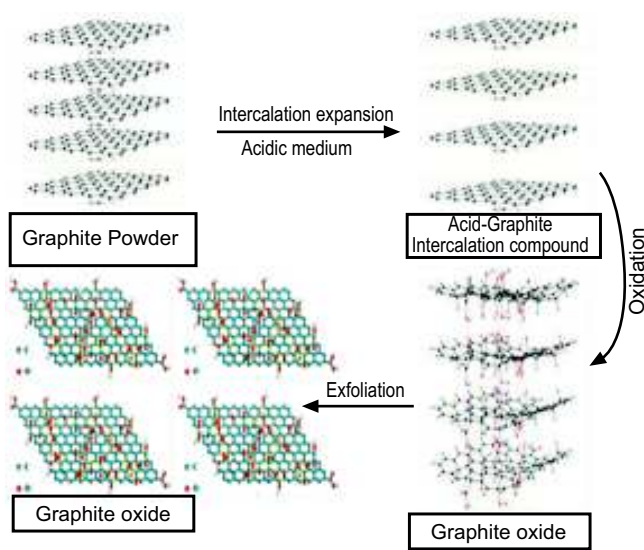 Intercalation expansion
Acidic medium
Graphite Powder
Acid-Graphite
Intercalation compound
Oxidation
Exfoliation
Graphite oxide
Graphite oxide